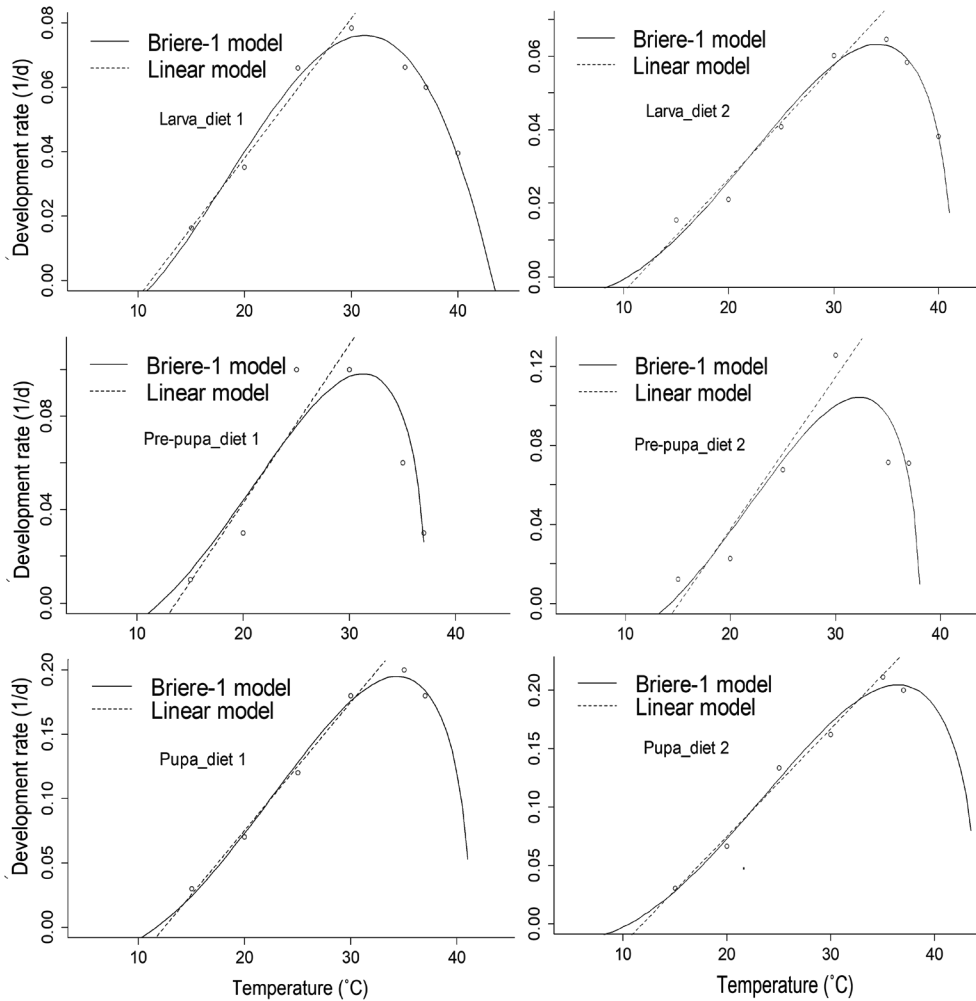 Development rate (1/d)
0.00 0.02 0.04 0.06 0.08
Briere-1 model
Linear model
Larva_diet 1
10 20 30 40
0.00 0.02 0.04 0.06
Briere-1 model
Linear model
Larva_diet 2
10 20 30 40
Development rate (1/d)
0.00 0.04 0.08
Briere-1 model
Linear model
Pre-pupa_diet 1
10 20 30 40
0.00 0.04 0.08 0.12
Briere-1 model
Linear model
Pre-pupa_diet 2
10 20 30 40
Development rate (1/d)
0.00 0.05 0.10 0.15 0.20
Briere-1 model
Linear model
Pupa_diet 1
10 20 30 40
Temperature (˚C)
0.00 0.05 0.10 0.15 0.20
Briere-1 model
Linear model
Pupa_diet 2
10 20 30 40
Temperature (˚C)